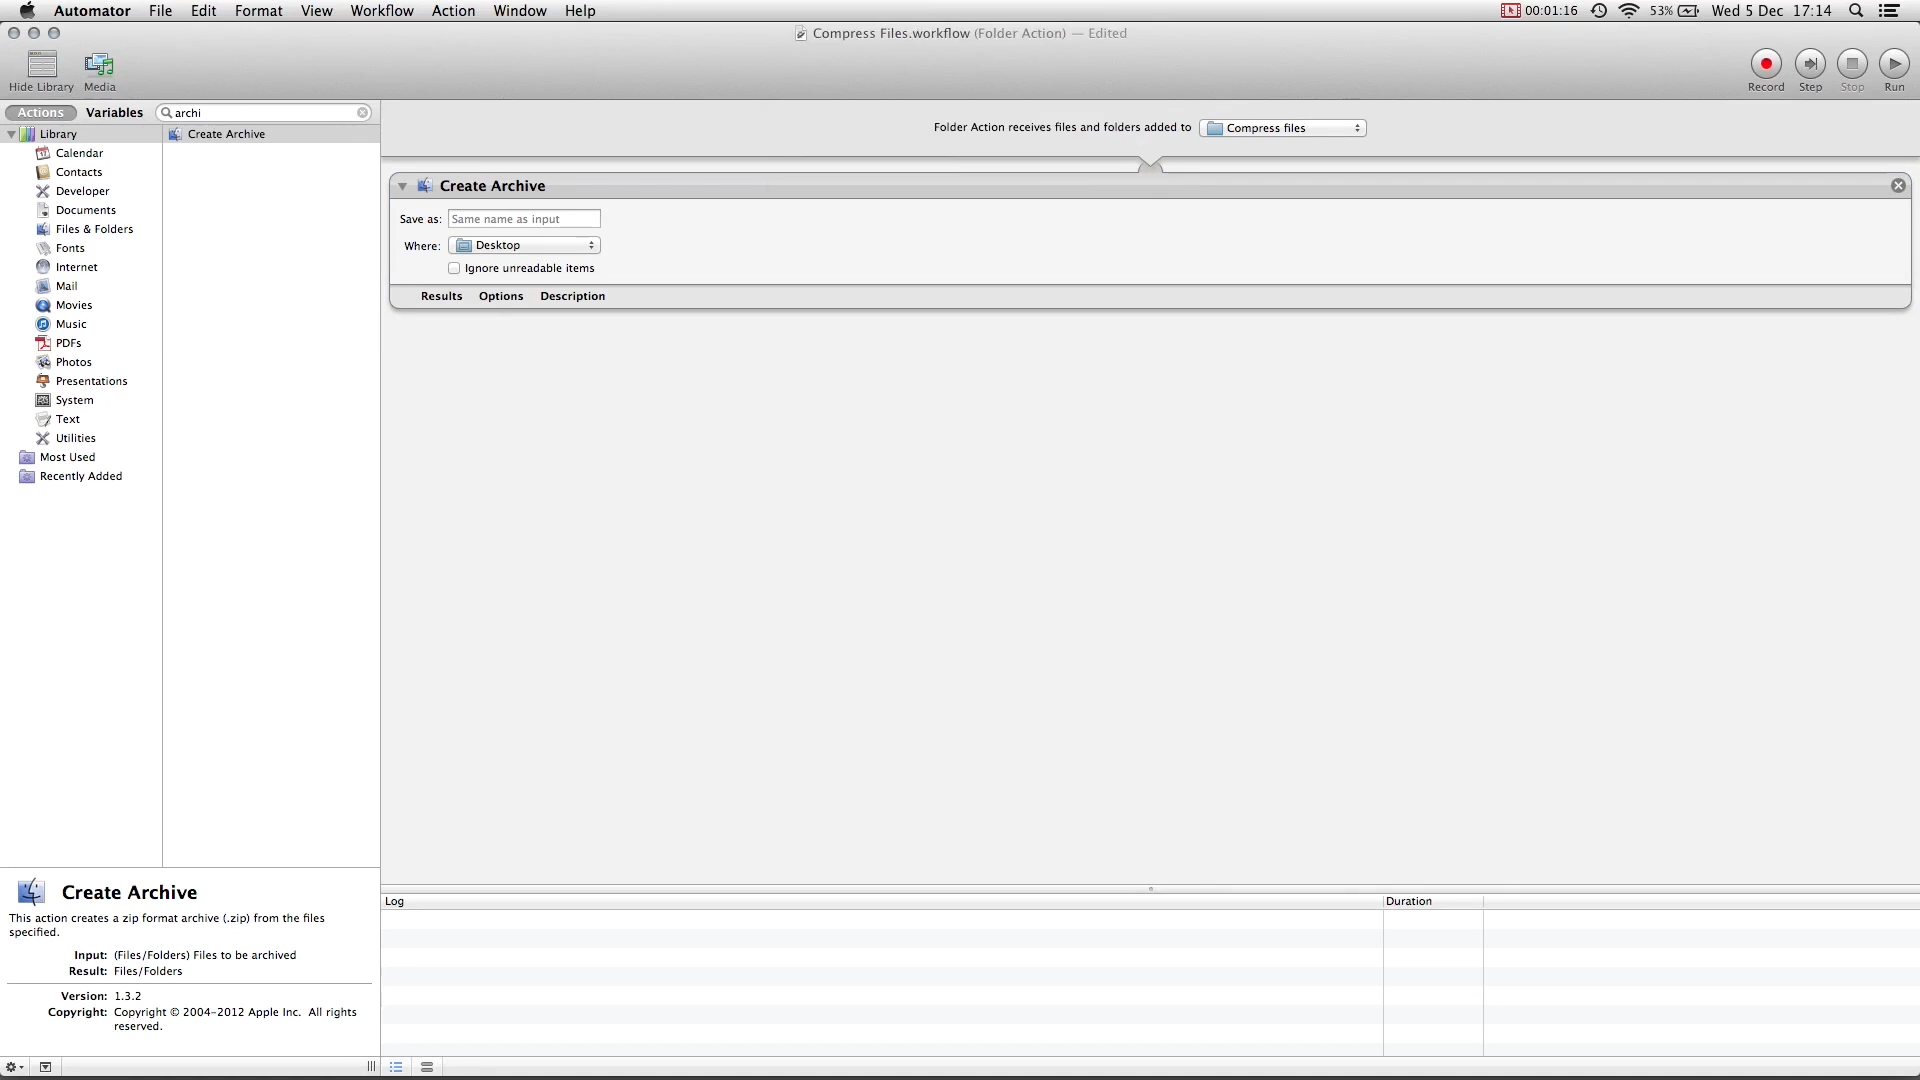 Automator File Edit Format View Workflow Action Window Help 00:01:16 53% Wed 5 Dec 17:14
Compress Files.workflow (Folder Action) — Edited
Hide Library Media Record Step Stop Run
Actions Variables archi
Library
Calendar
Contacts
Developer
Documents
Files & Folders
Fonts
Internet
Mail
Movies
Music
PDFs
Photos
Presentations
System
Text
Utilities
Most Used
Recently Added
Create Archive
Folder Action receives files and folders added to Compress files
Create Archive
Save as: Same name as input
Where: Desktop
Ignore unreadable items
Results Options Description
Create Archive
This action creates a zip format archive (.zip) from the files
specified.
Input: (Files/Folders) Files to be archived
Result: Files/Folders
Version: 1.3.2
Copyright: Copyright © 2004-2012 Apple Inc. All rights
reserved.
Log Duration